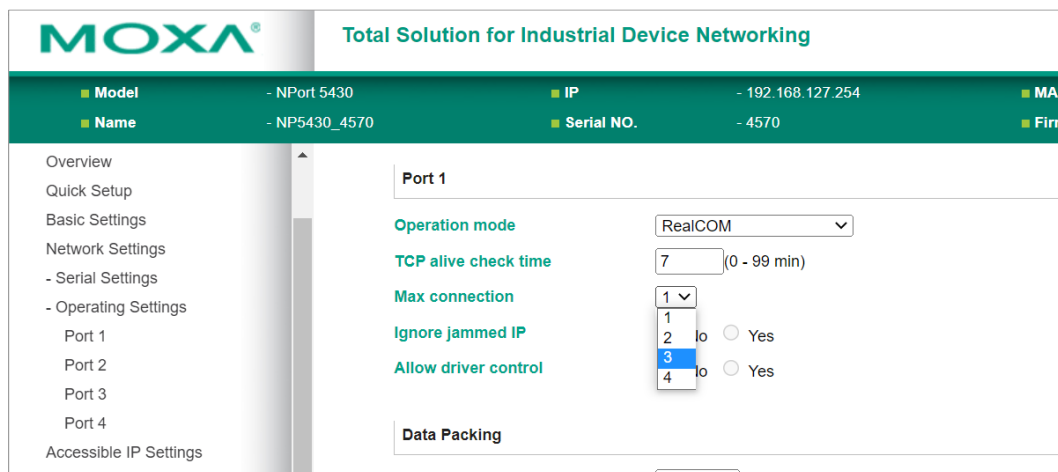 MOXA® Total Solution for Industrial Device Networking
Model - NPort 5430 IP - 192.168.127.254 MA
Name - NP5430_4570 Serial NO. - 4570
Overview
Quick Setup
Basic Settings
Network Settings
- Serial Settings
- Operating Settings
Port 1
Port 2
Port 3
Port 4
Accessible IP Settings
Port 1
Operation mode RealCOM
TCP alive check time 7 (0 - 99 min)
Max connection 1
1
2
3
4
Ignore jammed IP Yes
Allow driver control Yes
Data Packing